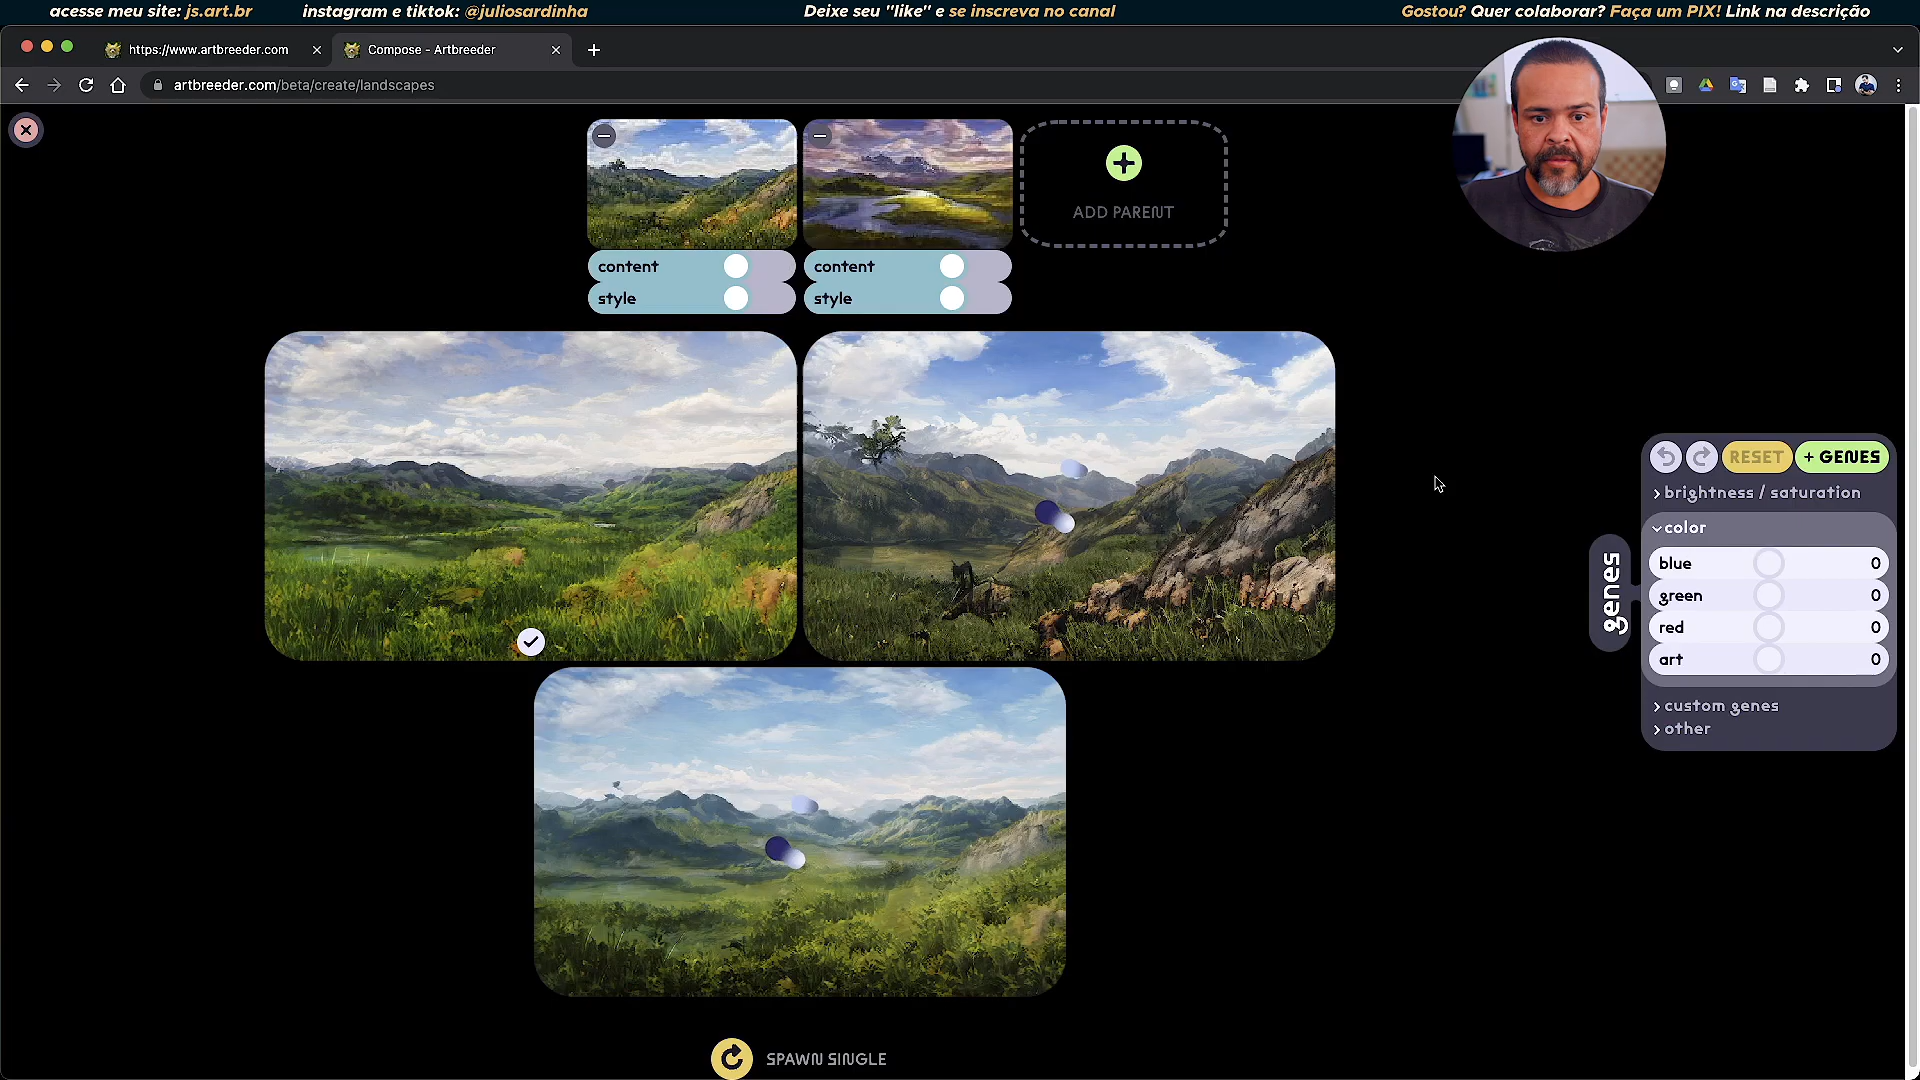 acesse meu site: js.art.br
instagram e tiktok: @juliosardinha
Deixe seu "like" e se inscreva no canal
Gostou? Quer colaborar? Faça um PIX! Link na descrição
https://www.artbreeder.com
Compose - Artbreeder
artbreeder.com/beta/create/landscapes
ADD PARENT
content
content
style
style
RESET
+ GENES
brightness / saturation
color
blue 0
green 0
red 0
art 0
genes
custom genes
other
SPAWN SINGLE